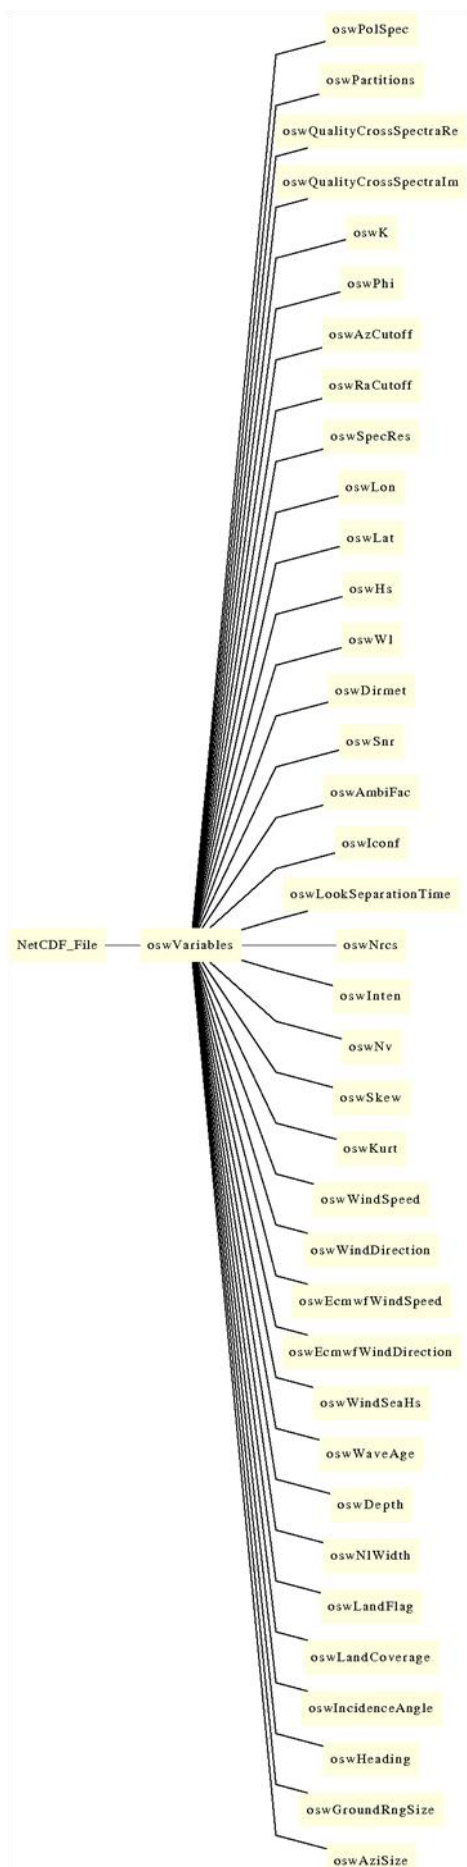 oswPolSpec
oswPartitions
oswQualityCrossSpectraRe
oswQualityCrossSpectraIm
oswK
oswPhi
oswAzCutoff
oswRaCutoff
oswSpecRes
oswLon
oswLat
oswHs
oswWl
oswDirmet
oswSnr
oswAmbiFac
oswIconf
oswLookSeparationTime
NetCDF_File oswVariables oswNrcs
oswInten
oswNv
oswSkew
oswKurt
oswWindSpeed
oswWindDirection
oswEcmwfWindSpeed
oswEcmwfWindDirection
oswWindSeaHs
oswWaveAge
oswDepth
oswNlWidth
oswLandFlag
oswLandCoverage
oswIncidenceAngle
oswHeading
oswGroundRngSize
oswAziSize